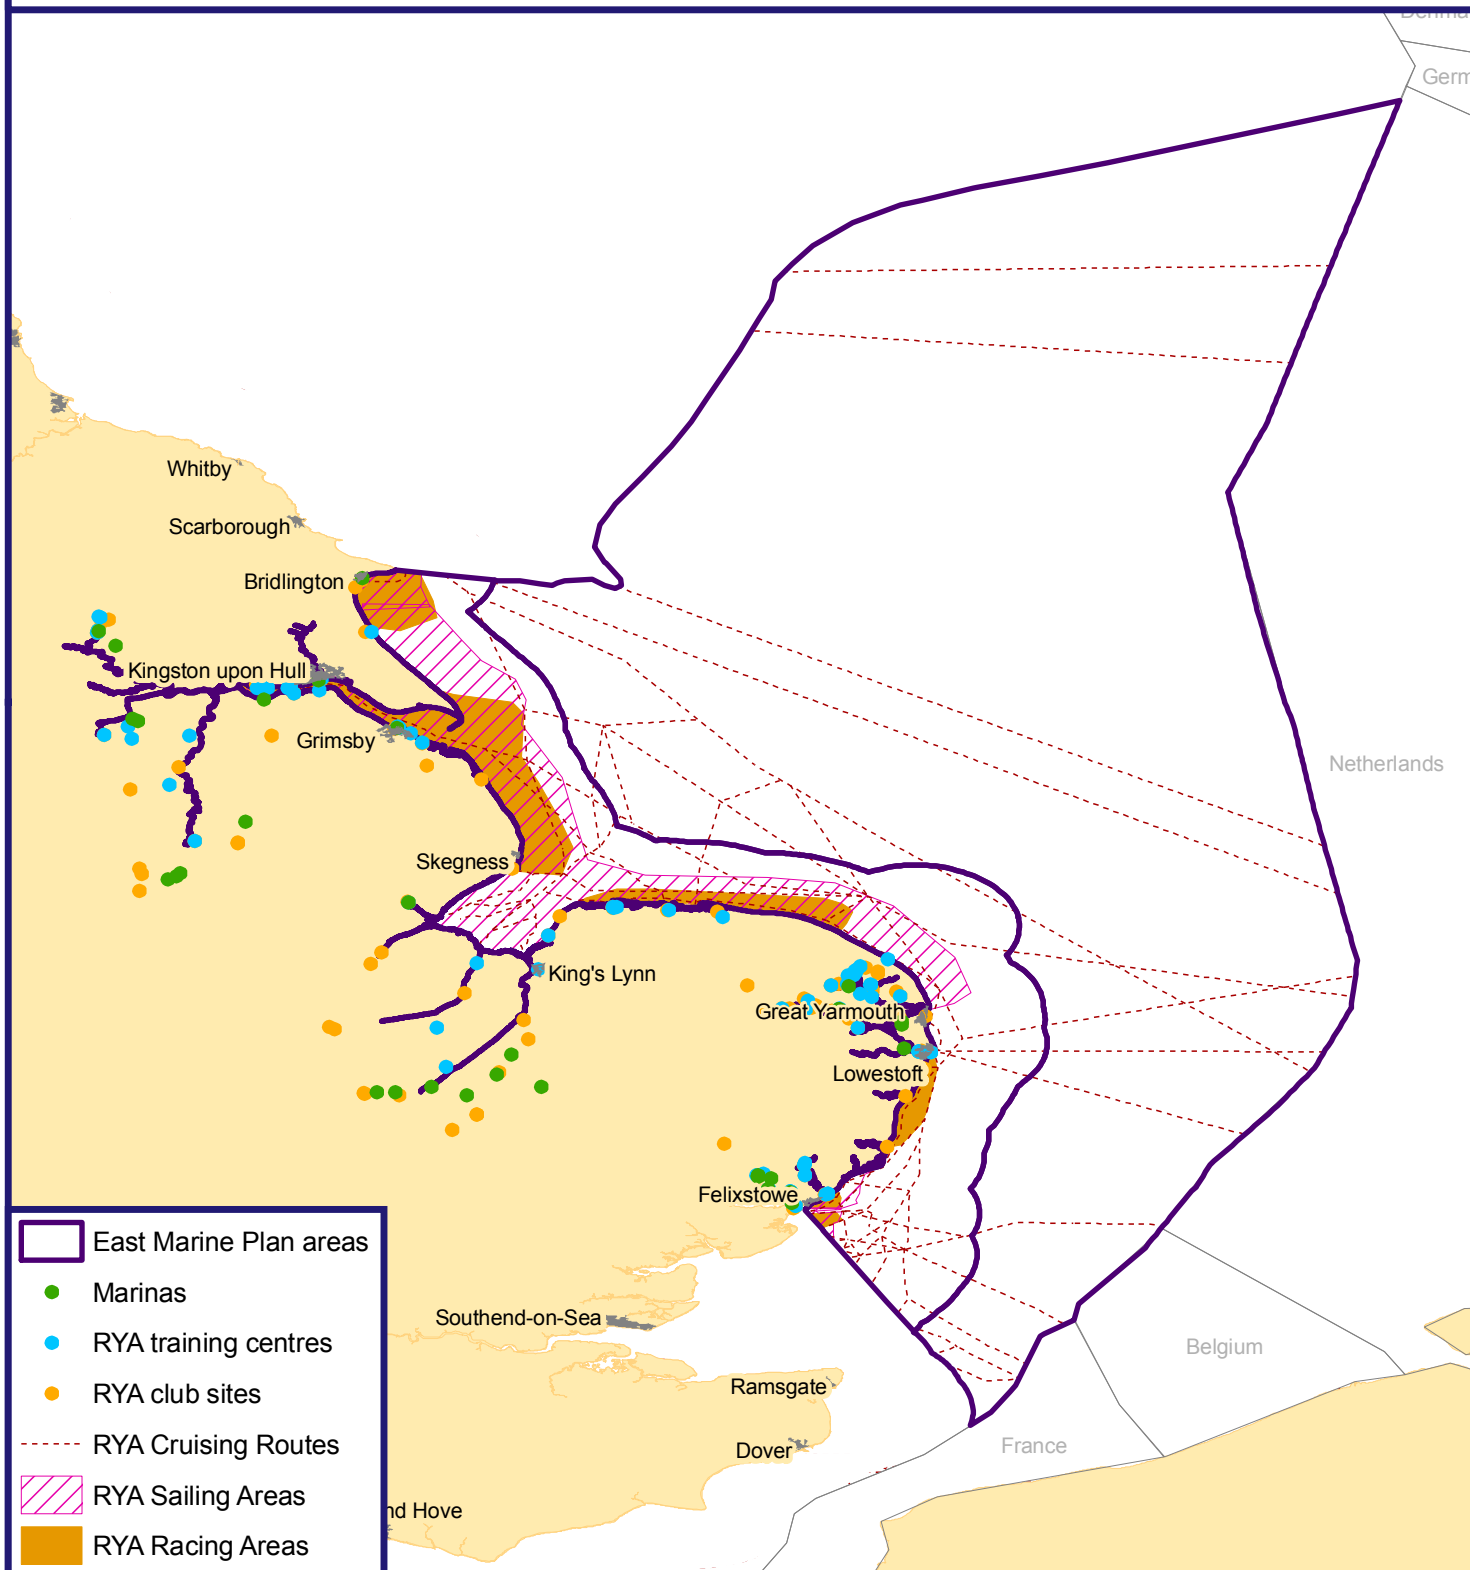 Whitby
Scarborough
Bridlington
Kingston upon Hull
Grimsby
Netherlands
Skegness
King's Lynn
Great Yarmouth
Lowestoft
Felixstowe
Southend-on-Sea
Belgium
Ramsgate
France
Dover
nd Hove
East Marine Plan areas
Marinas
RYA training centres
RYA club sites
RYA Cruising Routes
RYA Sailing Areas
RYA Racing Areas
Germ